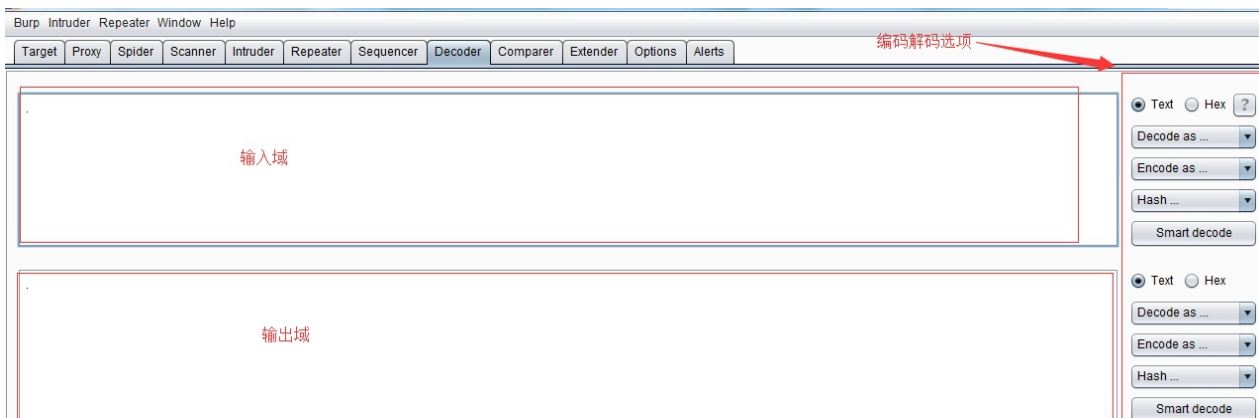 Burp Intruder Repeater Window Help
Target Proxy Spider Scanner Intruder Repeater Sequencer Decoder Comparer Extender Options Alerts
编码解码选项
输入域
Text Hex ?
Decode as ...
Encode as ...
Hash ...
Smart decode
输出域
Text Hex
Decode as ...
Encode as ...
Hash ...
Smart decode